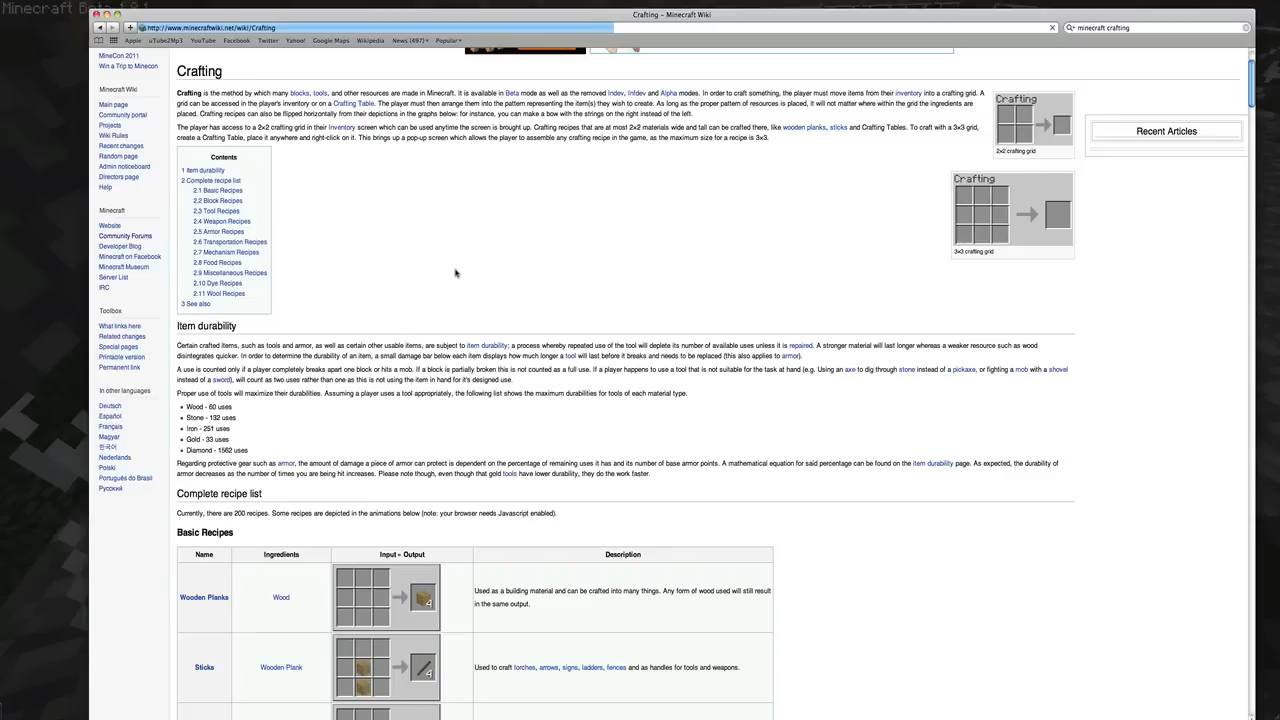 Crafting – Minecraft Wiki
http://www.minecraftwiki.net/wiki/Crafting
minecraft crafting
Apple uTube2Mp3 YouTube Facebook Twitter Yahoo! Google Maps Wikipedia News (497) Popular
MineCon 2011
Win a Trip to Minecon
Minecraft Wiki
Main page
Community portal
Projects
Wiki Rules
Recent changes
Random page
Admin noticeboard
Directors page
Help
Minecraft
Website
Community Forums
Developer Blog
Minecraft on Facebook
Minecraft Museum
Server List
IRC
Toolbox
What links here
Related changes
Special pages
Printable version
Permanent link
In other languages
Deutsch
Español
Français
Magyar
한국어
Nederlands
Polski
Português do Brasil
Русский
Crafting
Crafting is the method by which many blocks, tools, and other resources are made in Minecraft. It is available in Beta mode as well as the removed Indev, Infdev and Alpha modes. In order to craft something, the player must move items from their inventory into a crafting grid. A
grid can be accessed in the player's inventory or on a Crafting Table. The player must then arrange them into the pattern representing the item(s) they wish to create. As long as the proper pattern of resources is placed, it will not matter where within the grid the ingredients are
placed. Crafting recipes can also be flipped horizontally from their depictions in the graphs below: for instance, you can make a bow with the strings on the right instead of the left.
The player has access to a 2×2 crafting grid in their Inventory screen which can be used anytime the screen is brought up. Crafting recipes that are at most 2×2 materials wide and tall can be crafted there, like wooden planks, sticks and Crafting Tables. To craft with a 3×3 grid,
create a Crafting Table, place it anywhere and right-click on it. This brings up a pop-up screen which allows the player to assemble any crafting recipe in the game, as the maximum size for a recipe is 3×3.
Crafting
2×2 crafting grid
Crafting
3×3 crafting grid
Recent Articles
Contents
1 Item durability
2 Complete recipe list
2.1 Basic Recipes
2.2 Block Recipes
2.3 Tool Recipes
2.4 Weapon Recipes
2.5 Armor Recipes
2.6 Transportation Recipes
2.7 Mechanism Recipes
2.8 Food Recipes
2.9 Miscellaneous Recipes
2.10 Dye Recipes
2.11 Wool Recipes
3 See also
Item durability
Certain crafted items, such as tools and armor, as well as certain other usable items, are subject to item durability; a process whereby repeated use of the tool will deplete its number of available uses unless it is repaired. A stronger material will last longer whereas a weaker resource such as wood
disintegrates quicker. In order to determine the durability of an item, a small damage bar below each item displays how much longer a tool will last before it breaks and needs to be replaced (this also applies to armor).
A use is counted only if a player completely breaks apart one block or hits a mob. If a block is partially broken this is not counted as a full use. If a player happens to use a tool that is not suitable for the task at hand (e.g. Using an axe to dig through stone instead of a pickaxe, or fighting a mob with a shovel
instead of a sword), will count as two uses rather than one as this is not using the item in hand for it's designed use.
Proper use of tools will maximize their durabilities. Assuming a player uses a tool appropriately, the following list shows the maximum durabilities for tools of each material type.
Wood - 60 uses
Stone - 132 uses
Iron - 251 uses
Gold - 33 uses
Diamond - 1562 uses
Regarding protective gear such as armor, the amount of damage a piece of armor can protect is dependent on the percentage of remaining uses it has and its number of base armor points. A mathematical equation for said percentage can be found on the item durability page. As expected, the durability of
armor decreases as the number of times you are being hit increases. Please note though, even though that gold tools have lower durability, they do the work faster.
Complete recipe list
Currently, there are 200 recipes. Some recipes are depicted in the animations below (note: your browser needs Javascript enabled).
Basic Recipes
Name Ingredients Input » Output Description
Wooden Planks Wood 4 Used as a building material and can be crafted into many things. Any form of wood used will still result
in the same output.
Sticks Wooden Plank 4 Used to craft torches, arrows, signs, ladders, fences and as handles for tools and weapons.